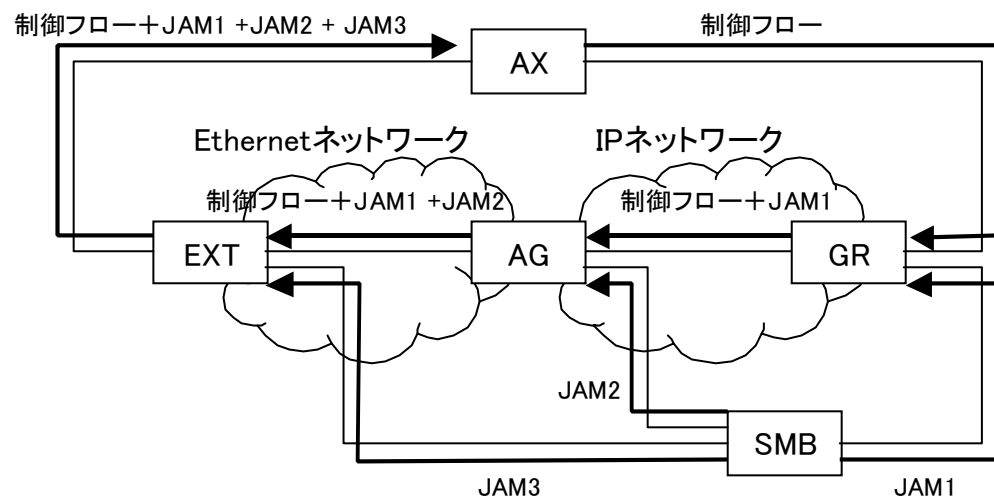 制御フロー＋JAM1 +JAM2 + JAM3
制御フロー
AX
Ethernetネットワーク
IPネットワーク
制御フロー＋JAM1 +JAM2
制御フロー＋JAM1
EXT
AG
GR
JAM2
SMB
JAM3
JAM1